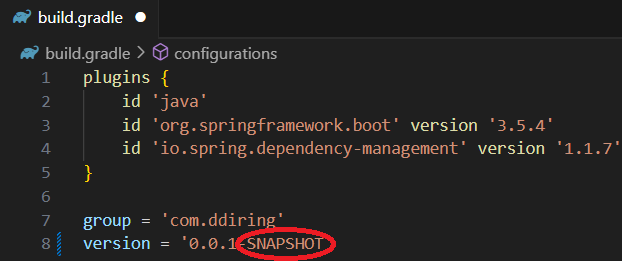 build.gradle
build.gradle > configurations
1 plugins {
2 id 'java'
3 id 'org.springframework.boot' version '3.5.4'
4 id 'io.spring.dependency-management' version '1.1.7'
5 }
6
7 group = 'com.ddiring'
8 version = '0.0.1-SNAPSHOT